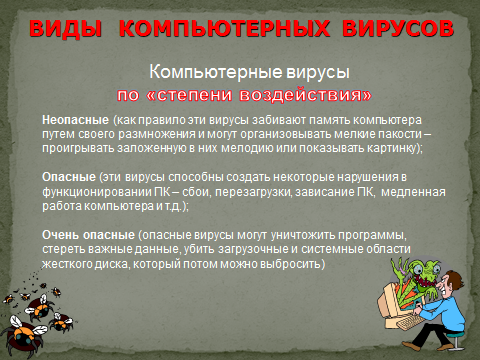 ВИДЫ КОМПЬЮТЕРНЫХ ВИРУСОВ
Компьютерные вирусы
по «степени воздействия»
Неопасные (как правило эти вирусы забивают память компьютера
путем своего размножения и могут организовывать мелкие пакости –
проигрывать заложенную в них мелодию или показывать картинку);
Опасные (эти вирусы способны создать некоторые нарушения в
функционировании ПК – сбои, перезагрузки, зависание ПК, медленная
работа компьютера и т.д.);
Очень опасные (опасные вирусы могут уничтожить программы,
стереть важные данные, убить загрузочные и системные области
жесткого диска, который потом можно выбросить)